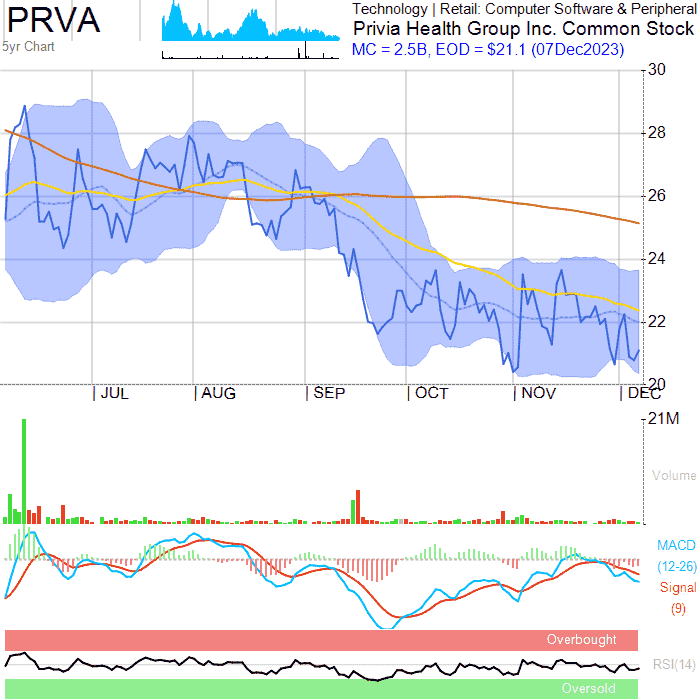 PRVA
5yr Chart
Technology | Retail: Computer Software & Peripheral
Privia Health Group Inc. Common Stock
MC = 2.5B, EOD = $21.1 (07Dec2023)
30
28
26
24
22
20
JUL
AUG
SEP
OCT
NOV
DEC
21M
Volume
MACD
(12-26)
Signal
(9)
Overbought
RSI(14)
Oversold